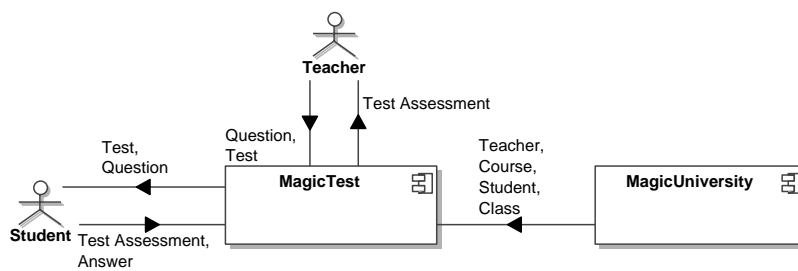 Teacher
Test Assessment
Question,
Test
Test,
Question
Teacher,
Course,
Student,
Class
MagicTest
MagicUniversity
Student
Test Assessment,
Answer